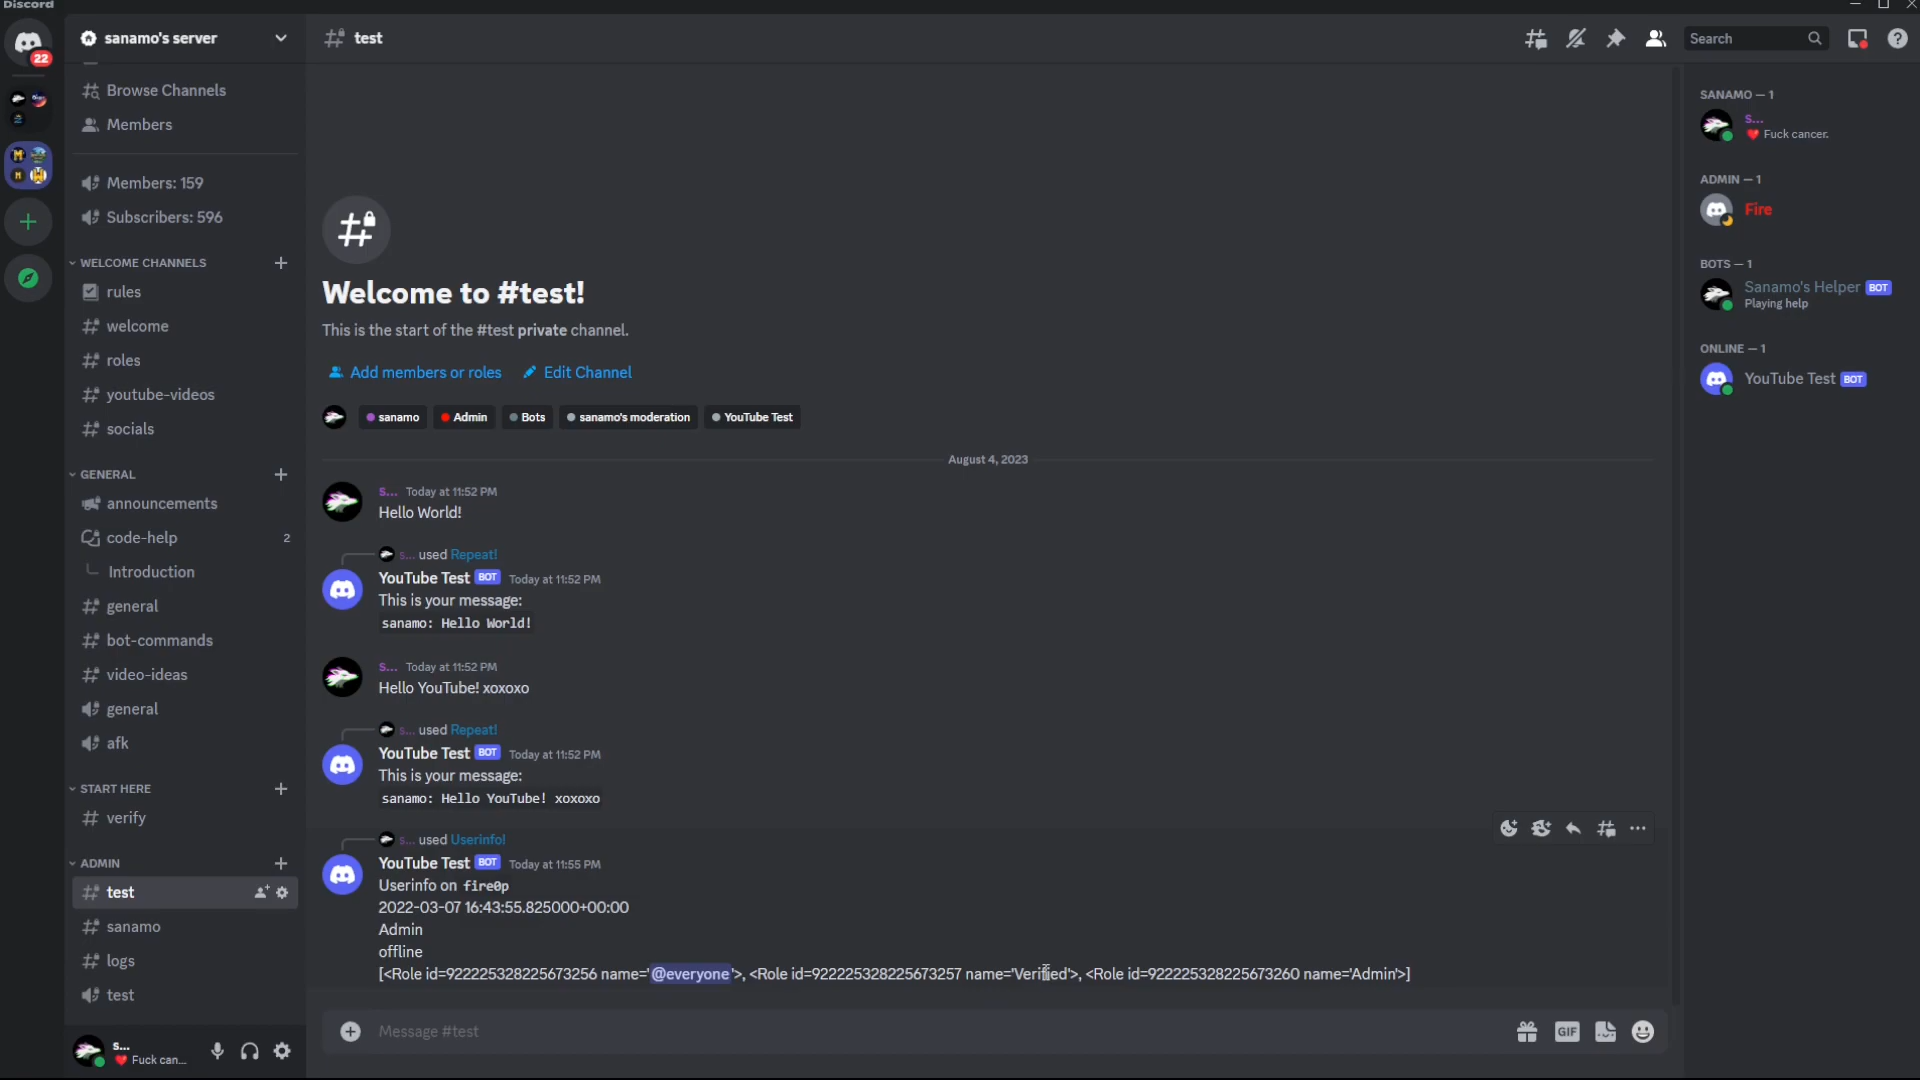 Discord
22
sanamo's server
Browse Channels
Members
Members: 159
Subscribers: 596
WELCOME CHANNELS
rules
welcome
roles
youtube-videos
socials
GENERAL
announcements
code-help 2
Introduction
general
bot-commands
video-ideas
general
afk
START HERE
verify
ADMIN
test
sanamo
logs
test
s...
Fuck can...
test
Search
Welcome to #test!
This is the start of the #test private channel.
Add members or roles Edit Channel
sanamo Admin Bots sanamo's moderation YouTube Test
August 4, 2023
s... Today at 11:52 PM
Hello World!
s... used Repeat!
YouTube Test BOT Today at 11:52 PM
This is your message:
sanamo: Hello World!
s... Today at 11:52 PM
Hello YouTube! xoxoxo
s... used Repeat!
YouTube Test BOT Today at 11:52 PM
This is your message:
sanamo: Hello YouTube! xoxoxo
s... used Userinfo!
YouTube Test BOT Today at 11:55 PM
Userinfo on fire0p
2022-03-07 16:43:55.825000+00:00
Admin
offline
[<Role id=922225328225673256 name='@everyone'>, <Role id=922225328225673257 name='Verified'>, <Role id=922225328225673260 name='Admin'>]
Message #test
GIF
SANAMO — 1
s...
Fuck cancer.
ADMIN — 1
Fire
BOTS — 1
Sanamo's Helper BOT
Playing help
ONLINE — 1
YouTube Test BOT